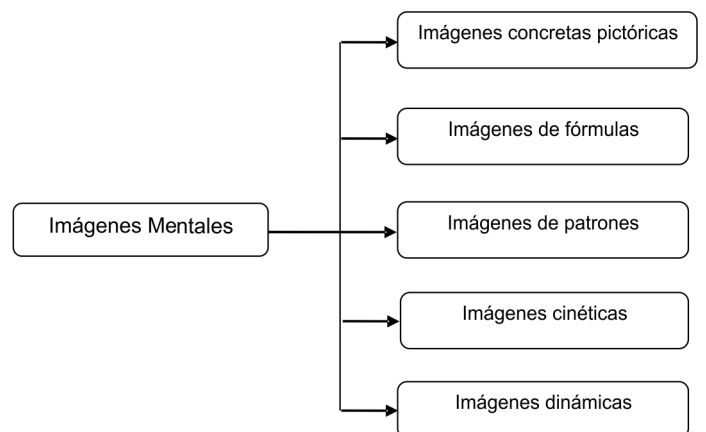 Imágenes concretas pictóricas
Imágenes de fórmulas
Imágenes Mentales
Imágenes de patrones
Imágenes cinéticas
Imágenes dinámicas